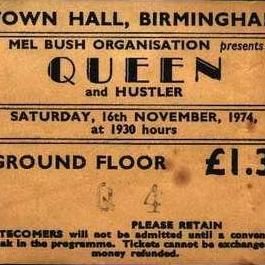 TOWN HALL, BIRMINGHA
MEL BUSH ORGANISATION presents
QUEEN
and HUSTLER
SATURDAY, 16th NOVEMBER, 1974,
at 1930 hours
GROUND FLOOR £1.3
Q 4
PLEASE RETAIN
TECOMERS will not be admitted until a conven
ak in the programme. Tickets cannot be exchange
money refunded.